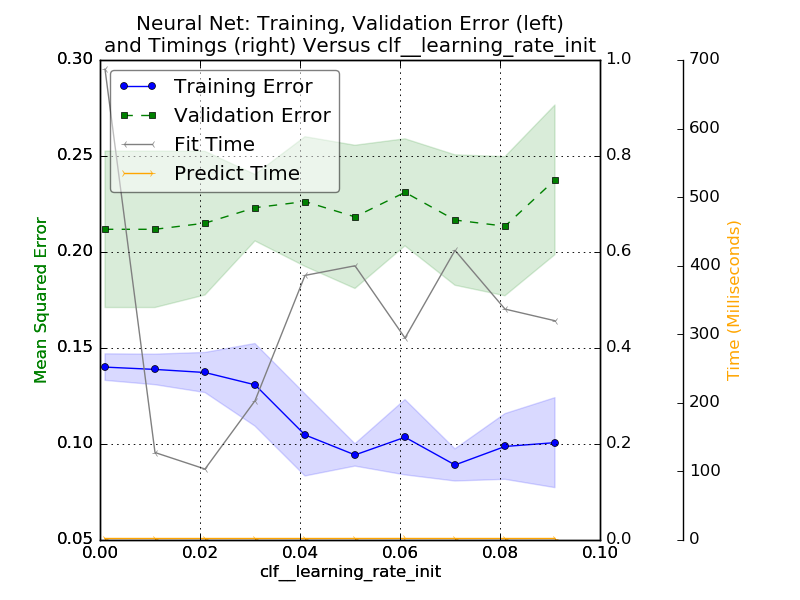 Neural Net: Training, Validation Error (left)
and Timings (right) Versus clf__learning_rate_init
Training Error
Validation Error
Fit Time
Predict Time
Mean Squared Error
0.30
0.25
0.20
0.15
0.10
0.05
0.00
0.02
0.04
0.06
0.08
0.10
clf__learning_rate_init
1.0
0.8
0.6
0.4
0.2
0.0
700
600
500
400
300
200
100
0
Time (Milliseconds)